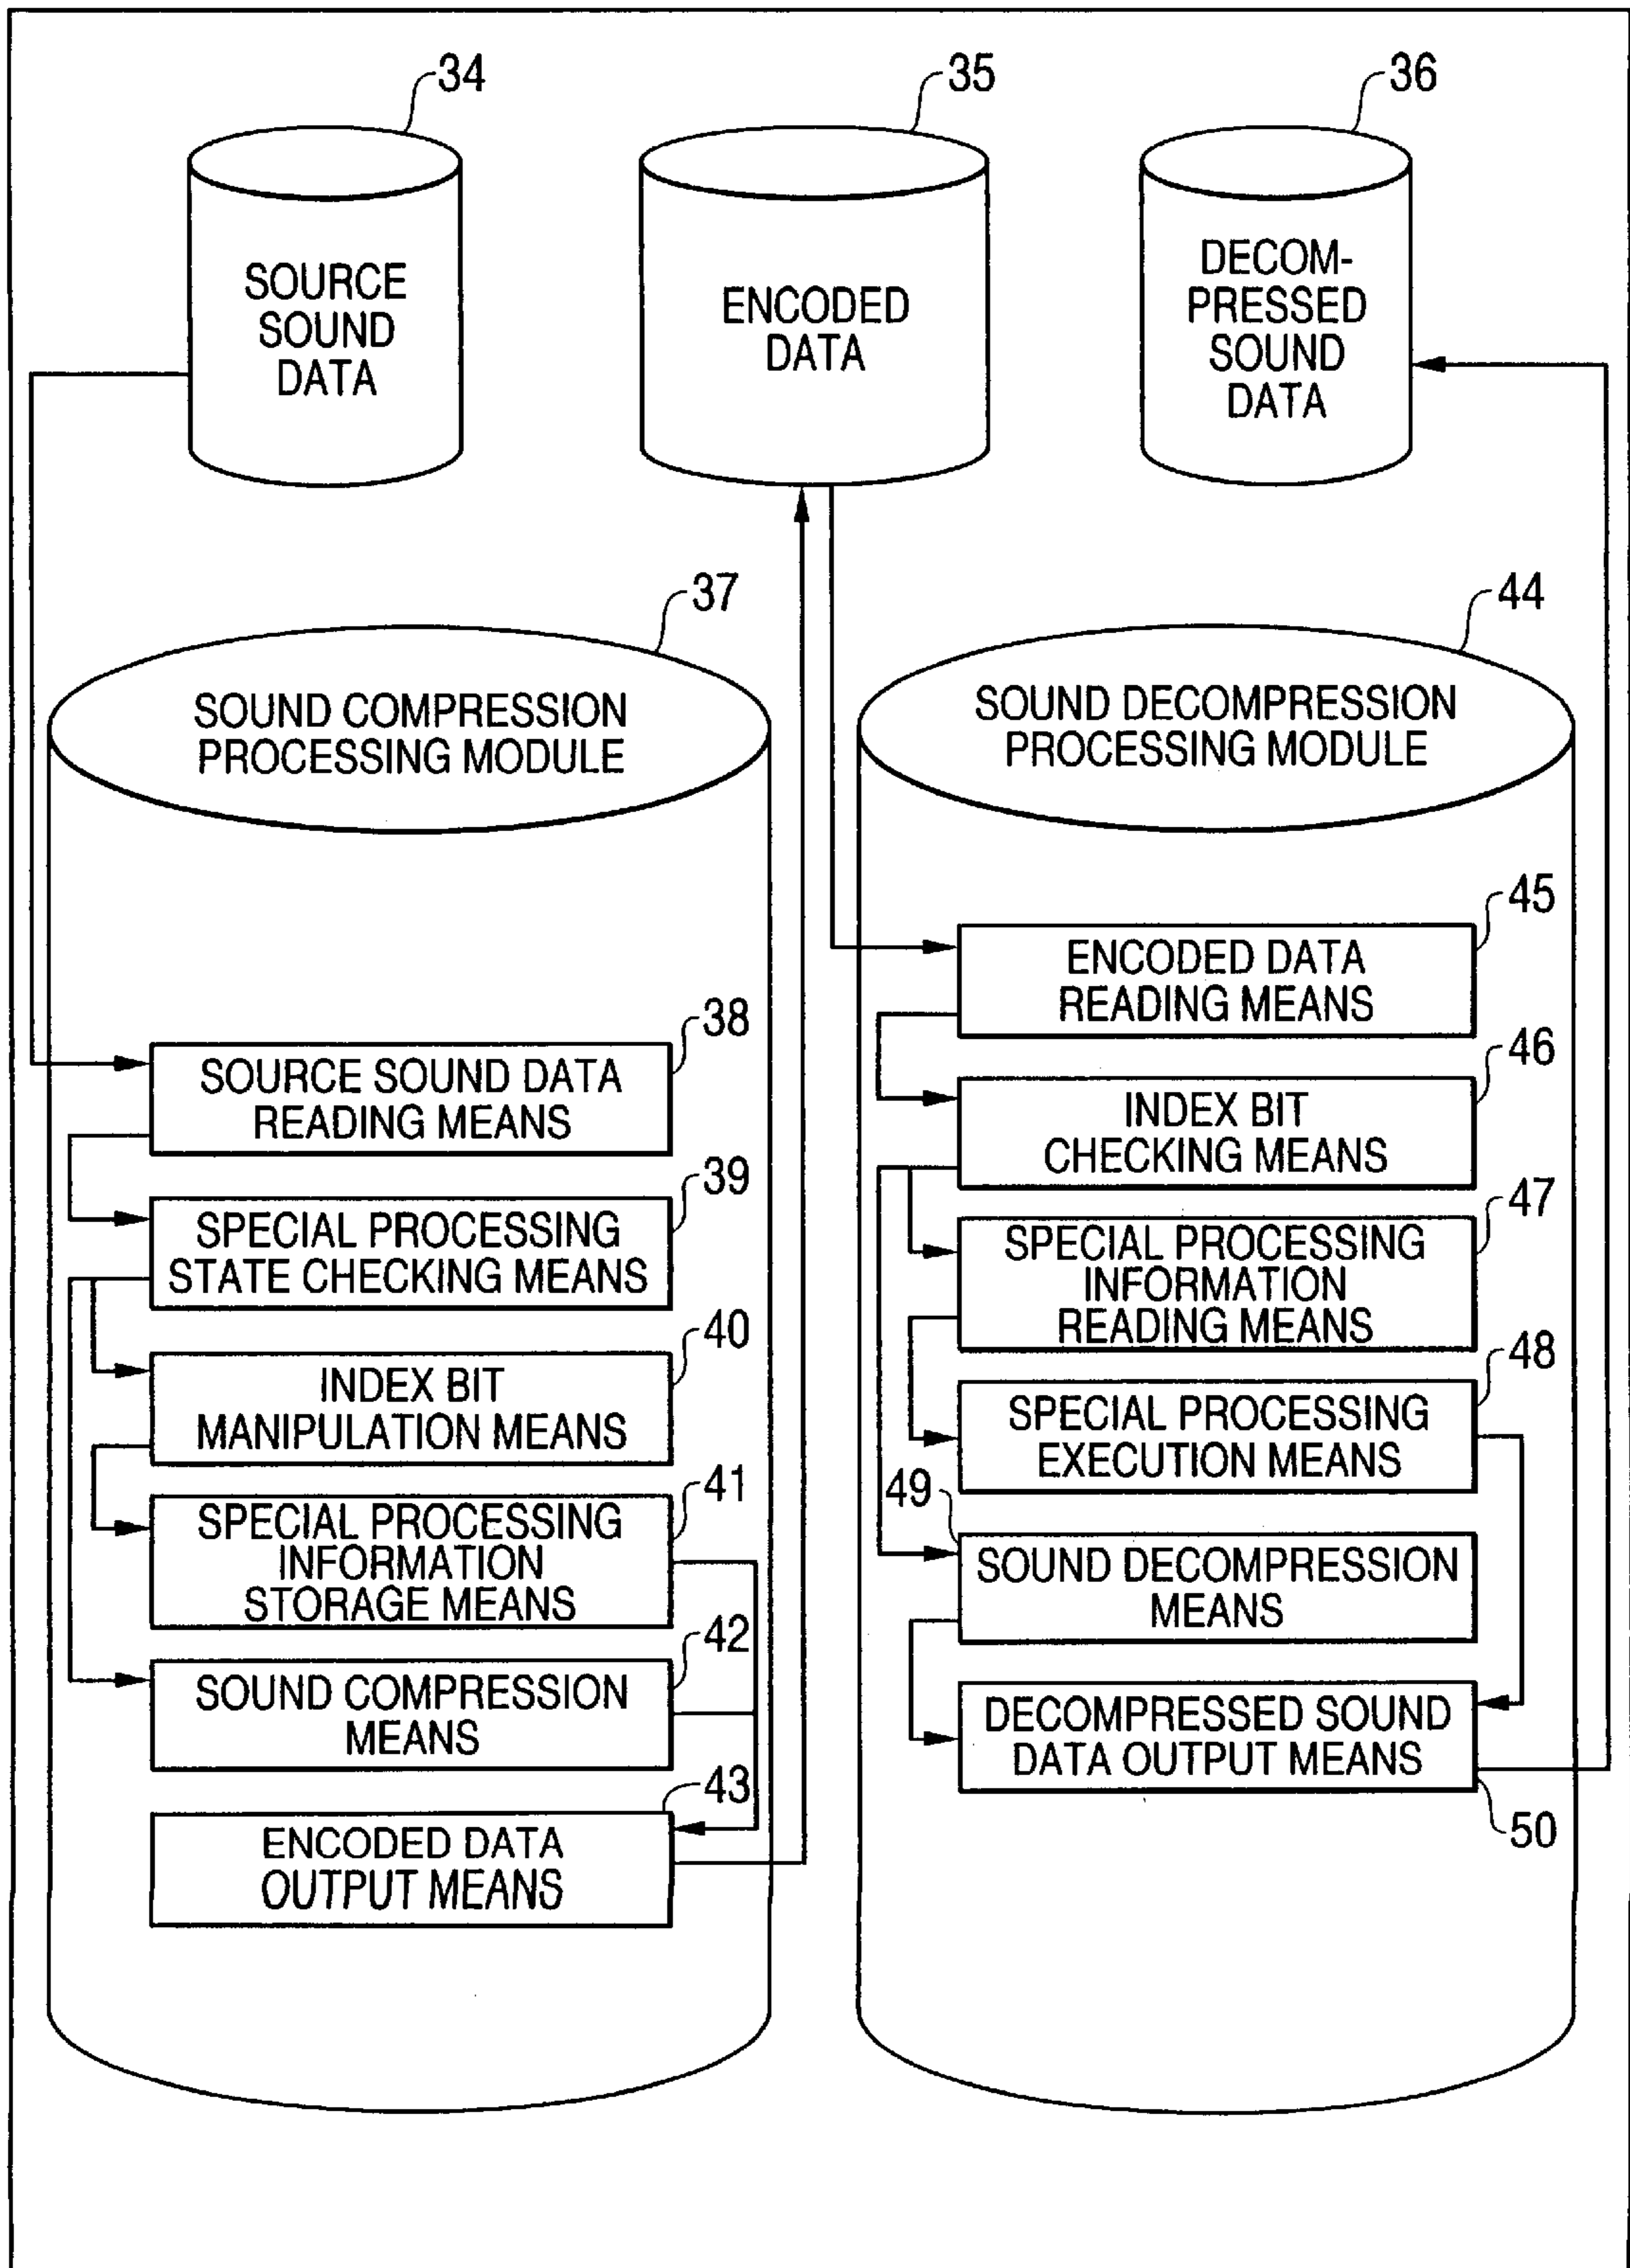 34
35
36
SOURCE
SOUND
DATA
ENCODED
DATA
DECOM-
PRESSED
SOUND
DATA
37
SOUND COMPRESSION
PROCESSING MODULE
38
SOURCE SOUND DATA
READING MEANS
39
SPECIAL PROCESSING
STATE CHECKING MEANS
40
INDEX BIT
MANIPULATION MEANS
41
SPECIAL PROCESSING
INFORMATION
STORAGE MEANS
42
SOUND COMPRESSION
MEANS
43
ENCODED DATA
OUTPUT MEANS
44
SOUND DECOMPRESSION
PROCESSING MODULE
45
ENCODED DATA
READING MEANS
46
INDEX BIT
CHECKING MEANS
47
SPECIAL PROCESSING
INFORMATION
READING MEANS
48
SPECIAL PROCESSING
EXECUTION MEANS
49
SOUND DECOMPRESSION
MEANS
DECOMPRESSED SOUND
DATA OUTPUT MEANS
50